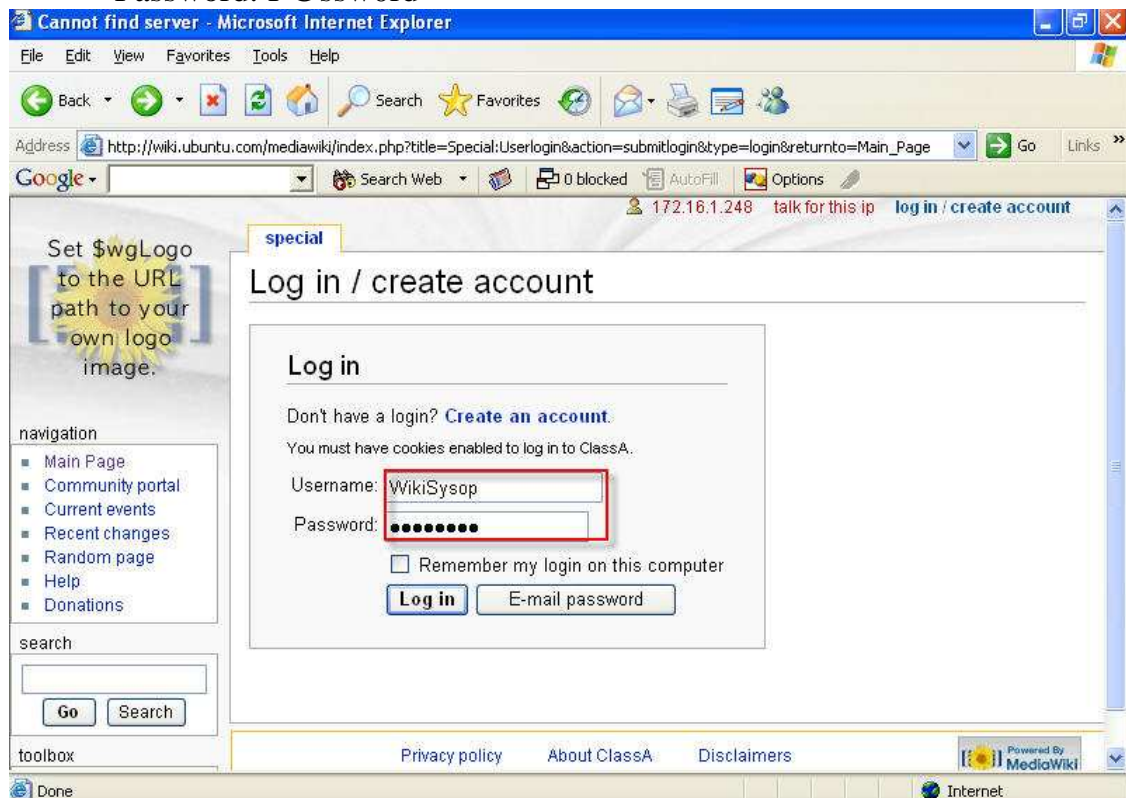 Password: P@ssword
Cannot find server - Microsoft Internet Explorer
File Edit View Favorites Tools Help
Back Search Favorites
Address http://wiki.ubuntu.com/mediawiki/index.php?title=Special:Userlogin&action=submitlogin&type=login&returnto=Main_Page Go Links »
Google Search Web 0 blocked AutoFill Options
172.16.1.248 talk for this ip log in / create account
special
Set $wgLogo
to the URL
path to your
own logo
image.
Log in / create account
Log in
Don't have a login? Create an account.
You must have cookies enabled to log in to ClassA.
Username: WikiSysop
Password: ●●●●●●●●
Remember my login on this computer
Log in E-mail password
navigation
Main Page
Community portal
Current events
Recent changes
Random page
Help
Donations
search
Go Search
toolbox
Privacy policy About ClassA Disclaimers
Powered By
MediaWiki
Done Internet